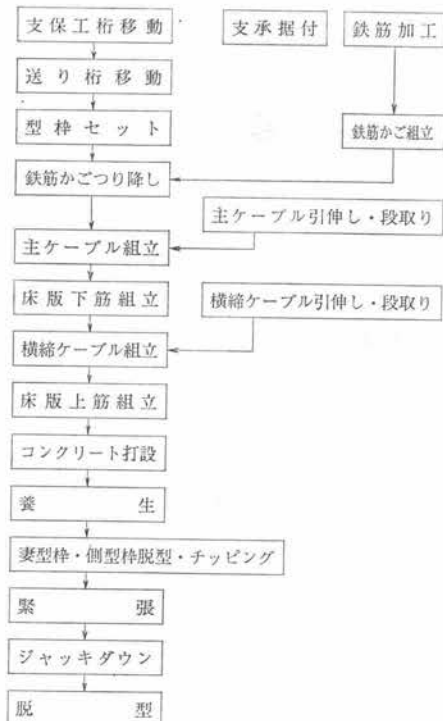 支保工桁移動
支承据付
鉄筋加工
送り桁移動
型枠セット
鉄筋かご組立
鉄筋かごつり降し
主ケーブル引伸し・段取り
主ケーブル組立
床版下筋組立
横締ケーブル引伸し・段取り
横締ケーブル組立
床版上筋組立
コンクリート打設
養生
妻型枠・側型枠脱型・チッピング
緊張
ジャッキダウン
脱型